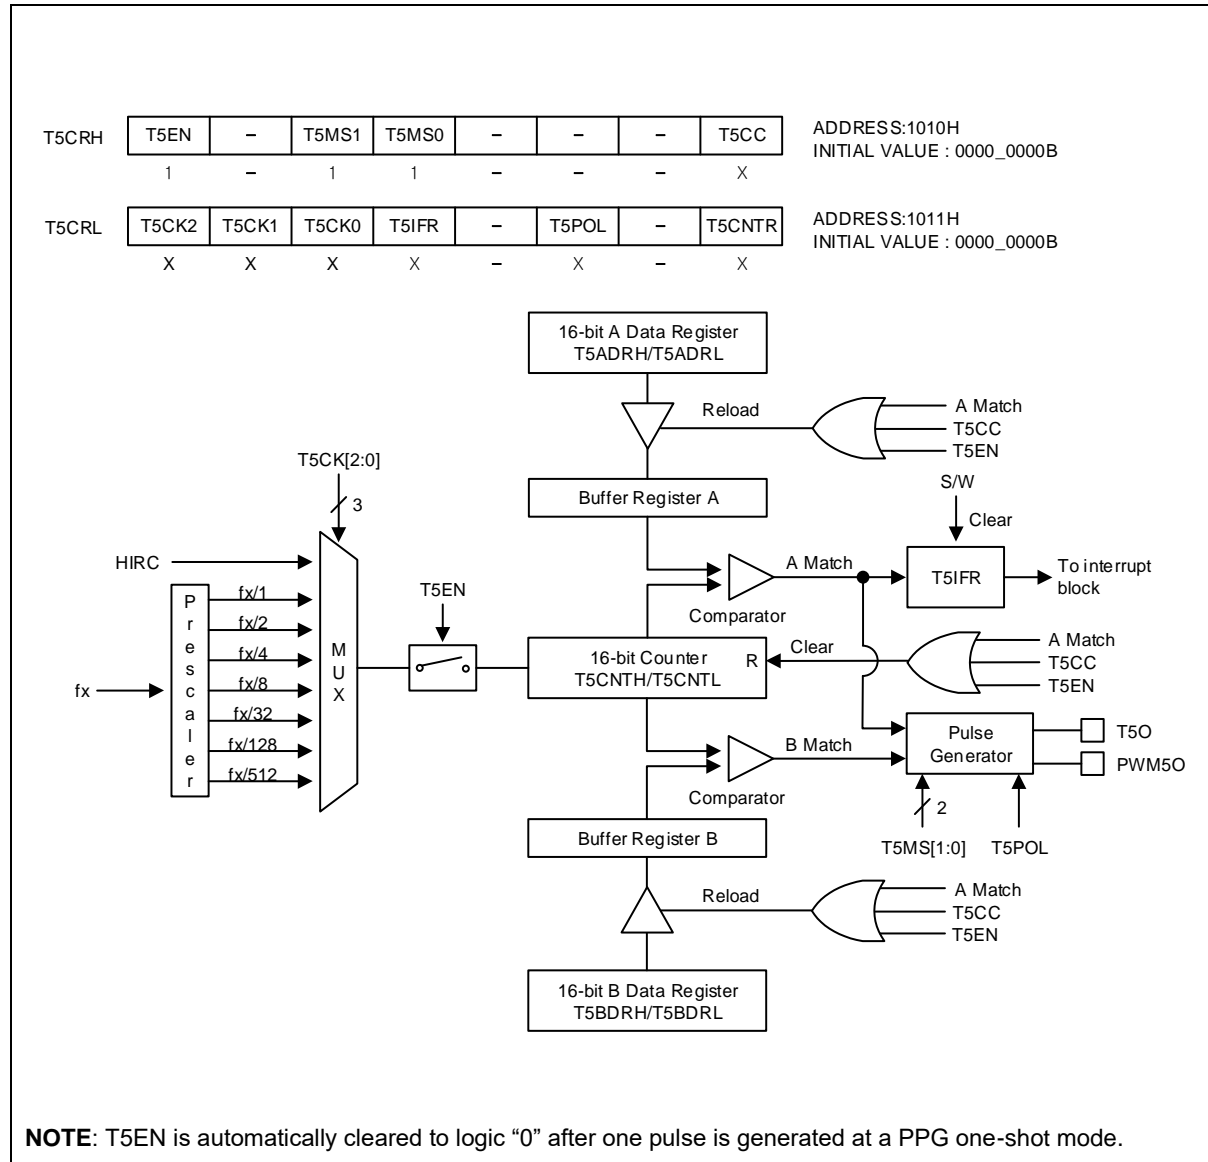 T5CRH T5EN – T5MS1 T5MS0 – – – T5CC
ADDRESS:1010H
INITIAL VALUE : 0000_0000B
1 – 1 1 – – – X
T5CRL T5CK2 T5CK1 T5CK0 T5IFR – T5POL – T5CNTR
ADDRESS:1011H
INITIAL VALUE : 0000_0000B
X X X X – X – X
16-bit A Data Register
T5ADRH/T5ADRL
Reload
A Match
T5CC
T5EN
T5CK[2:0]
3
Buffer Register A
S/W
Clear
HIRC
A Match
Comparator
T5IFR
To interrupt
block
Prescaler
fx/1
fx/2
fx/4
fx/8
fx/32
fx/128
fx/512
fx
MUX
T5EN
16-bit Counter
T5CNTH/T5CNTL
R
Clear
A Match
T5CC
T5EN
B Match
Comparator
Pulse
Generator
T5O
PWM5O
2
T5MS[1:0]
T5POL
Buffer Register B
Reload
A Match
T5CC
T5EN
16-bit B Data Register
T5BDRH/T5BDRL
NOTE: T5EN is automatically cleared to logic “0” after one pulse is generated at a PPG one-shot mode.